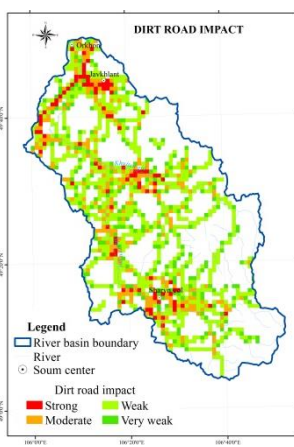 DIRT ROAD IMPACT
Orkhon
Javkhlant
Legend
River basin boundary
River
Soum center
Dirt road impact
Strong
Weak
Moderate
Very weak
106°0'0"E
106°20'0"E
106°40'0"E